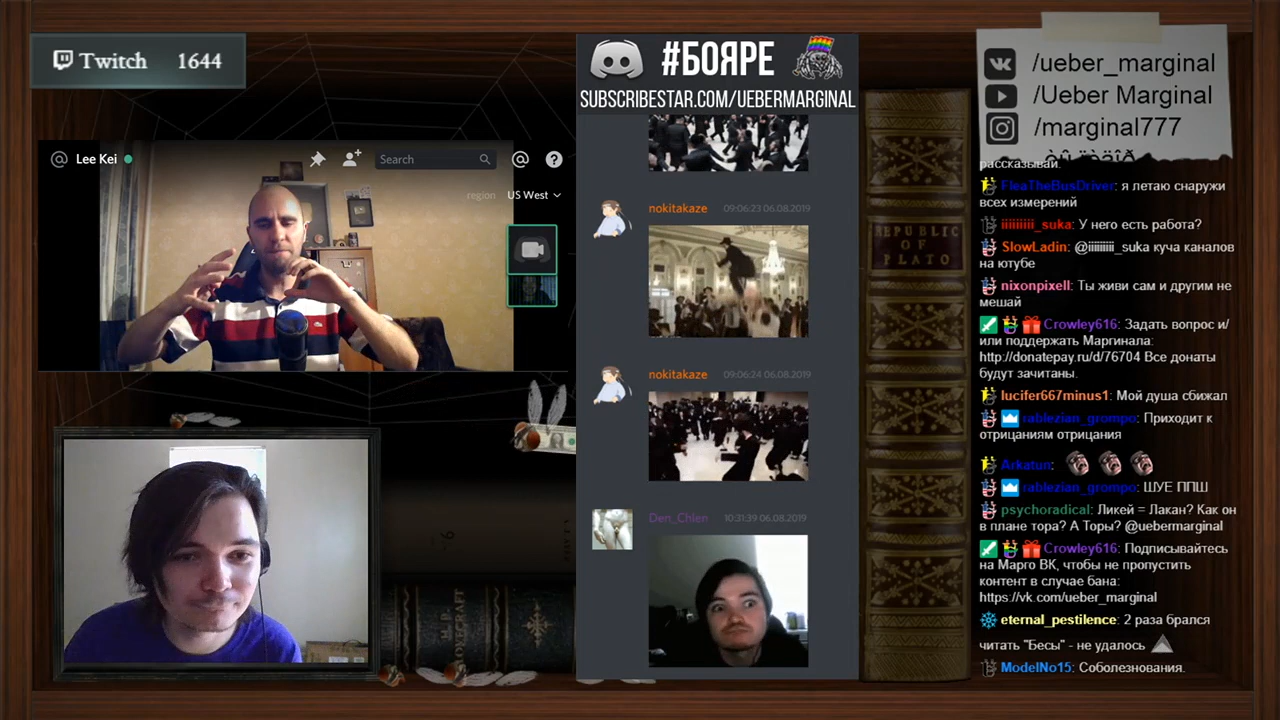 Twitch 1644
@ Lee Kei
Search
@
?
region US West
#БОЯРЕ
SUBSCRIBESTAR.COM/UEBERMARGINAL
nokitakaze 09:06:23 06.08.2019
nokitakaze 09:06:24 06.08.2019
Den_Chlen 10:31:39 06.08.2019
H.P.
LOVECRAFT
REPUBLIC
OF
PLATO
/ueber_marginal
/Ueber Marginal
/marginal777
рассказывай.
FleaTheBusDriver: я летаю снаружи
всех измерений
SlowLadin: @iiiiiiiii_suka куча каналов
на ютубе
nixonpixell: Ты живи сам и другим не
мешай
Crowley616: Задать вопрос и/
или поддержать Маргинала:
http://donatepay.ru/d/76704 Все донаты
будут зачитаны.
lucifer667minus1: Мой душа сбижал
rablezian_grompo: Приходит к
отрицаниям отрицания
Arkatun:
rablezian_grompo: ШУЕ ППШ
psychoradical: Ликей = Лакан? Как он
в плане тора? А Торы? @uebermarginal
Crowley616: Подписывайтесь
на Марго ВК, чтобы не пропустить
контент в случае бана:
https://vk.com/ueber_marginal
eternal_pestilence: 2 раза брался
читать "Бесы" - не удалось
ModelNo15: Соболезнования.